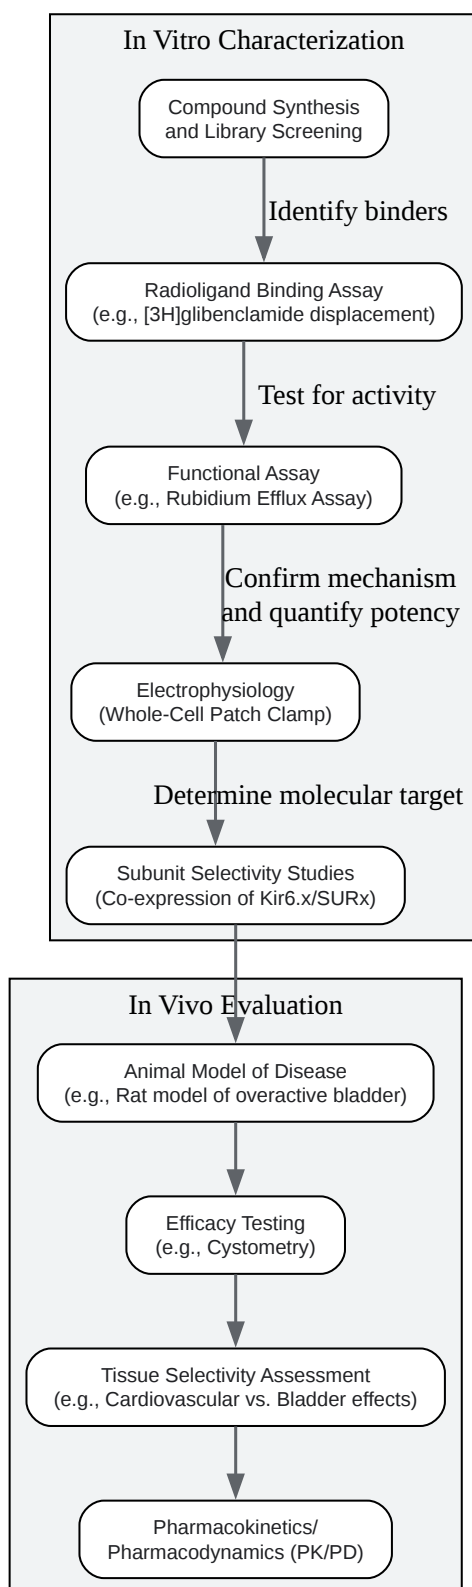 In Vitro Characterization
Compound Synthesis
and Library Screening
Identify binders
Radioligand Binding Assay
(e.g., [3H]glibenclamide displacement)
Test for activity
Functional Assay
(e.g., Rubidium Efflux Assay)
Confirm mechanism
and quantify potency
Electrophysiology
(Whole-Cell Patch Clamp)
Determine molecular target
Subunit Selectivity Studies
(Co-expression of Kir6.x/SURx)
In Vivo Evaluation
Animal Model of Disease
(e.g., Rat model of overactive bladder)
Efficacy Testing
(e.g., Cystometry)
Tissue Selectivity Assessment
(e.g., Cardiovascular vs. Bladder effects)
Pharmacokinetics/
Pharmacodynamics (PK/PD)